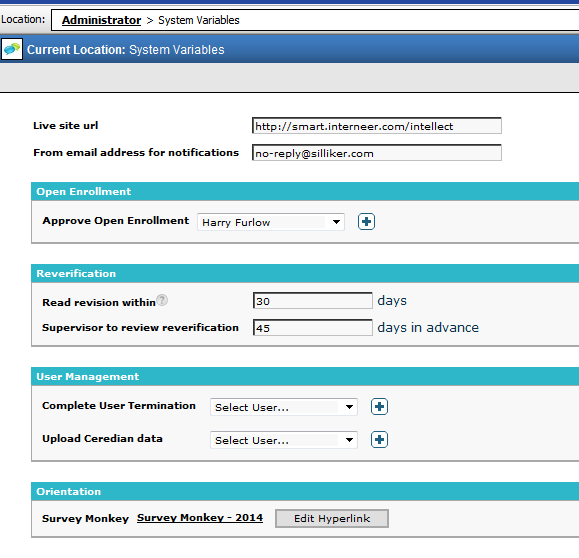 Location: Administrator > System Variables
Current Location: System Variables
Live site url http://smart.interneer.com/intellect
From email address for notifications no-reply@silliker.com
Open Enrollment
Approve Open Enrollment Harry Furlow
Reverification
Read revision within ? 30 days
Supervisor to review reverification 45 days in advance
User Management
Complete User Termination Select User...
Upload Ceredian data Select User...
Orientation
Survey Monkey Survey Monkey - 2014 Edit Hyperlink